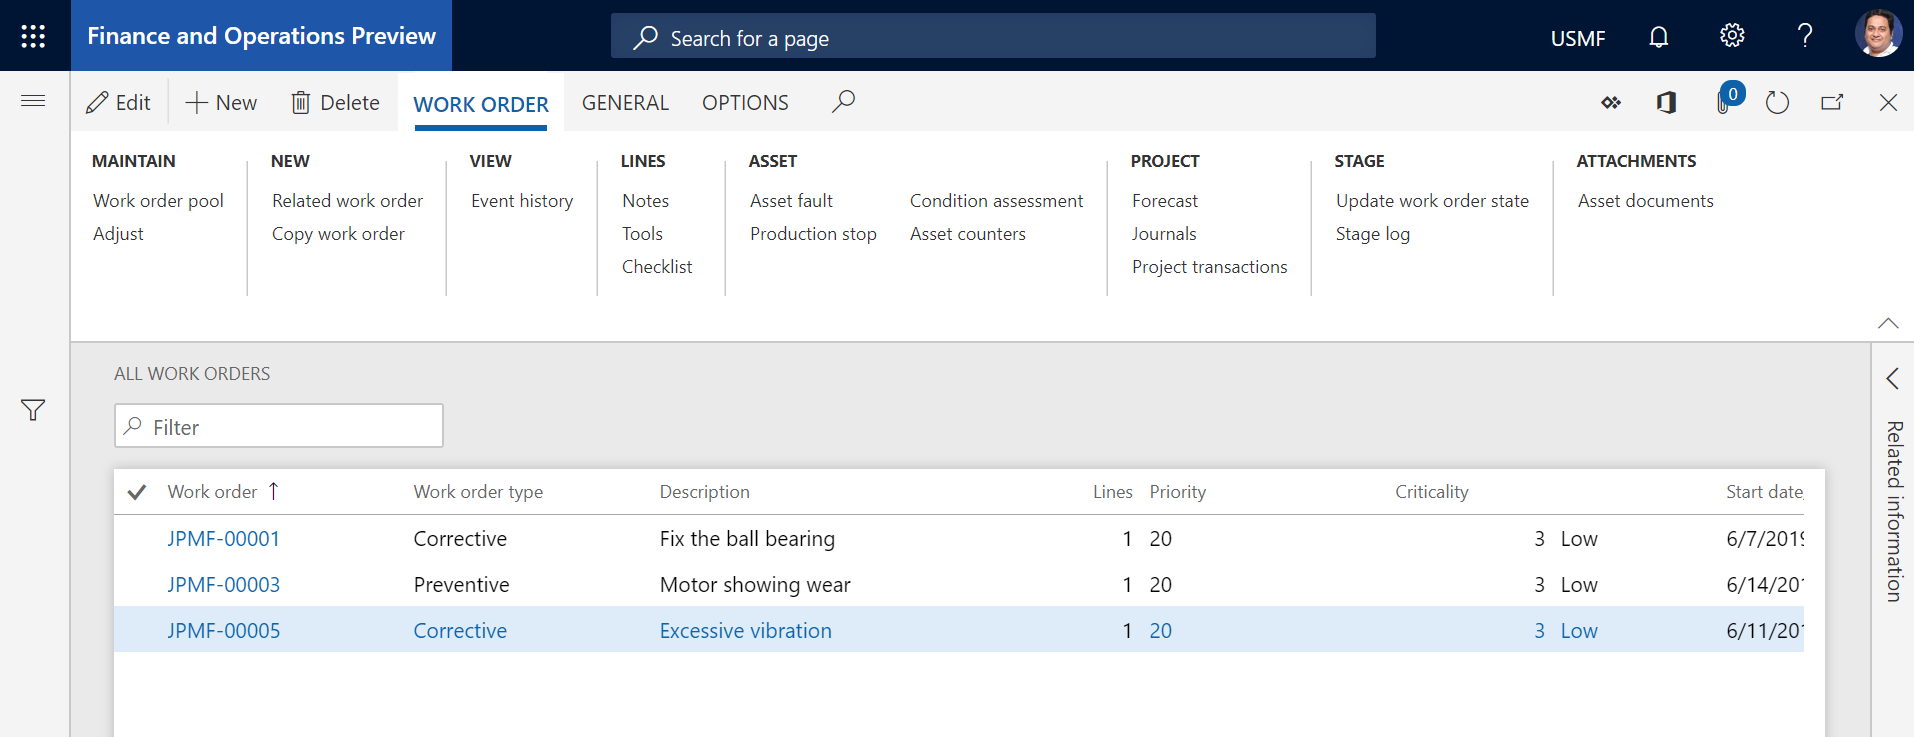 Finance and Operations Preview
Search for a page
USMF
Edit
New
Delete
WORK ORDER
GENERAL
OPTIONS
0
MAINTAIN
Work order pool
Adjust
NEW
Related work order
Copy work order
VIEW
Event history
LINES
Notes
Tools
Checklist
ASSET
Asset fault
Production stop
Condition assessment
Asset counters
PROJECT
Forecast
Journals
Project transactions
STAGE
Update work order state
Stage log
ATTACHMENTS
Asset documents
ALL WORK ORDERS
Filter
Work order Work order type Description Lines Priority Criticality Start date
JPMF-00001 Corrective Fix the ball bearing 1 20 3 Low 6/7/2019
JPMF-00003 Preventive Motor showing wear 1 20 3 Low 6/14/201
JPMF-00005 Corrective Excessive vibration 1 20 3 Low 6/11/201
Related information